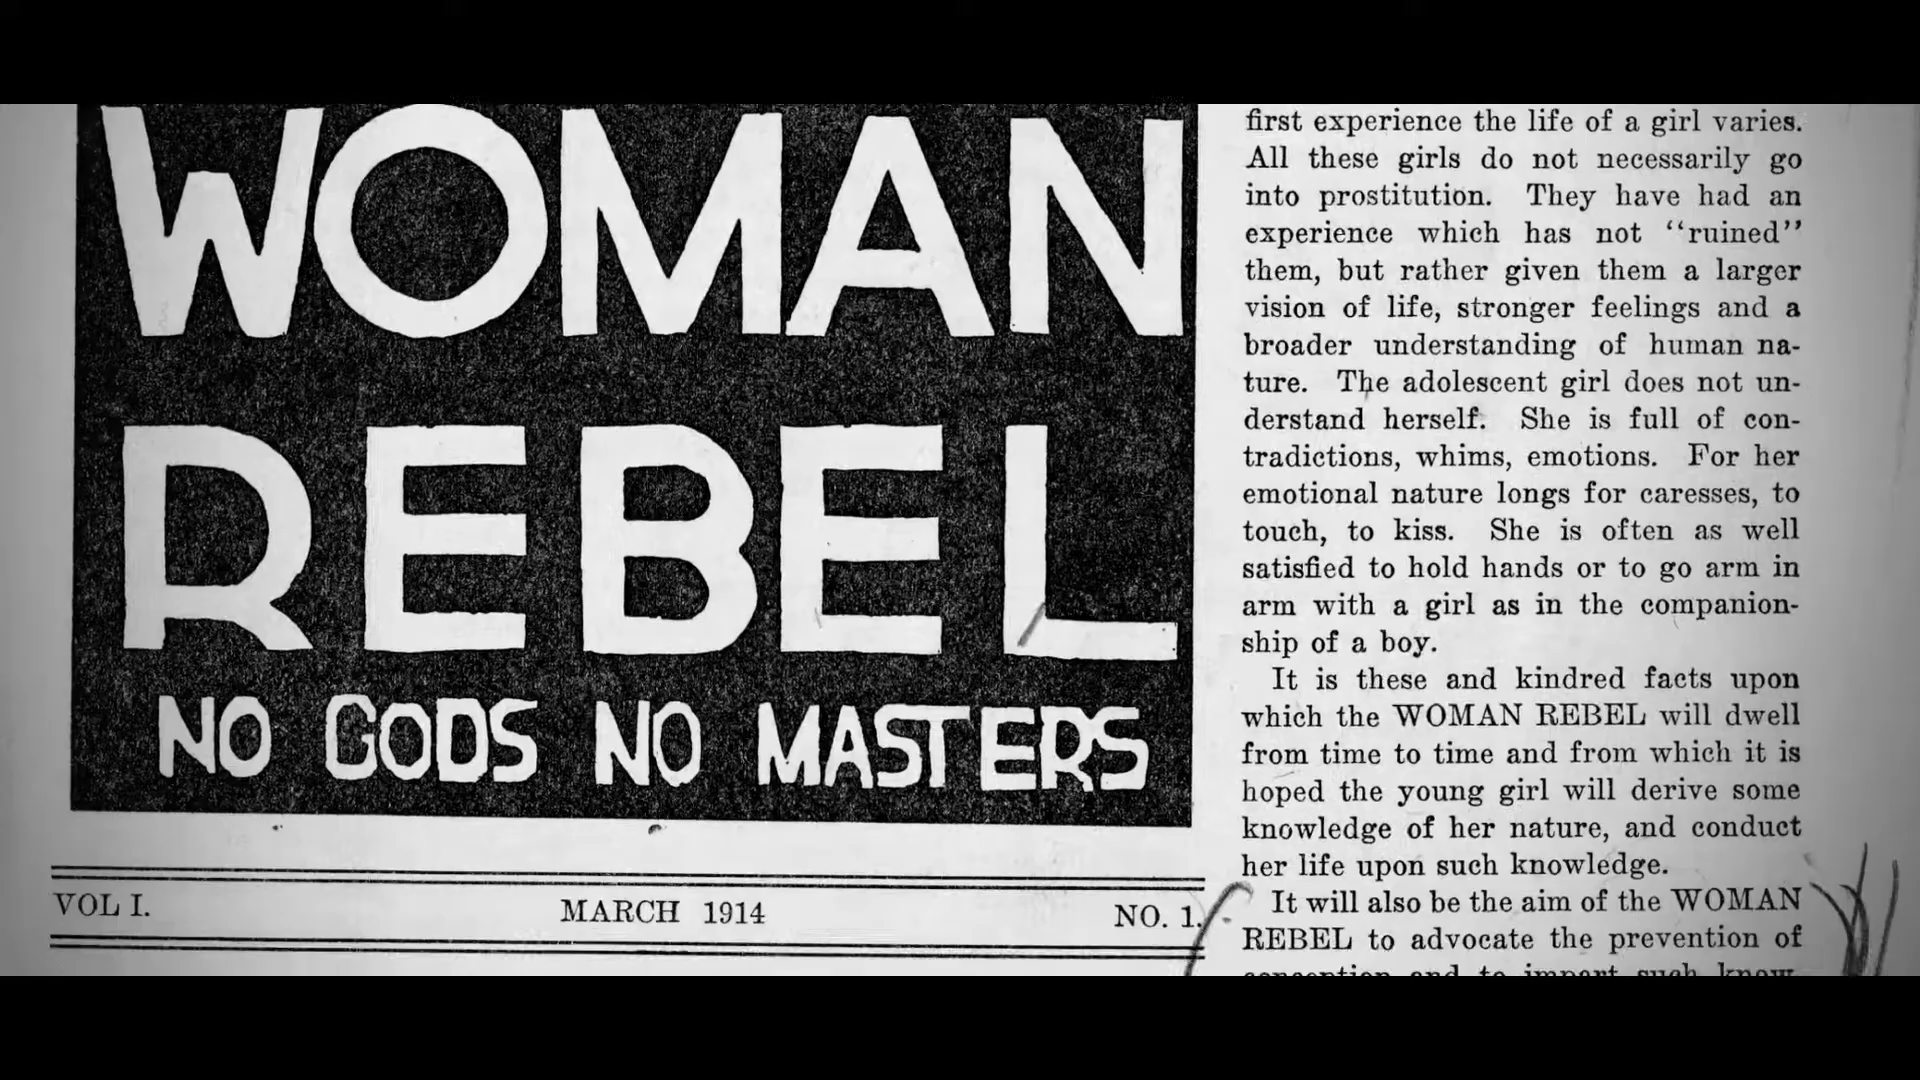 WOMAN
REBEL
NO GODS NO MASTERS
VOL I.
MARCH 1914
NO. 1.
first experience the life of a girl varies.
All these girls do not necessarily go
into prostitution. They have had an
experience which has not “ruined”
them, but rather given them a larger
vision of life, stronger feelings and a
broader understanding of human na-
ture. The adolescent girl does not un-
derstand herself. She is full of con-
tradictions, whims, emotions. For her
emotional nature longs for caresses, to
touch, to kiss. She is often as well
satisfied to hold hands or to go arm in
arm with a girl as in the companion-
ship of a boy.
It is these and kindred facts upon
which the WOMAN REBEL will dwell
from time to time and from which it is
hoped the young girl will derive some
knowledge of her nature, and conduct
her life upon such knowledge.
It will also be the aim of the WOMAN
REBEL to advocate the prevention of
conception and to impart such know-